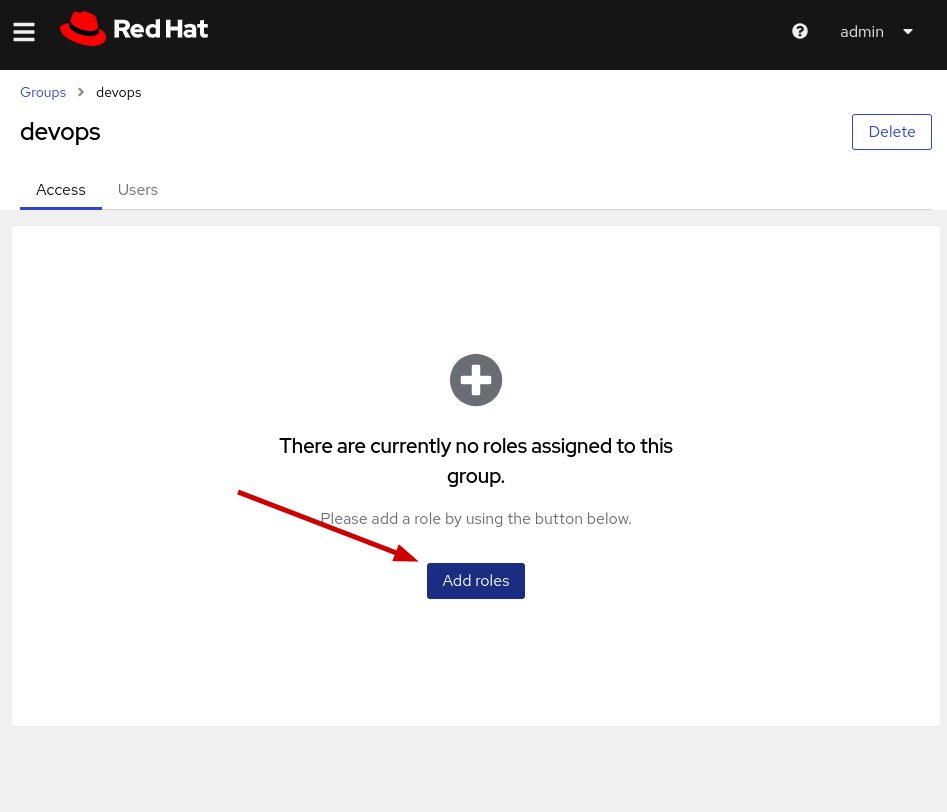 Red Hat
admin
Groups > devops
devops
Delete
Access Users
There are currently no roles assigned to this
group.
Please add a role by using the button below.
Add roles